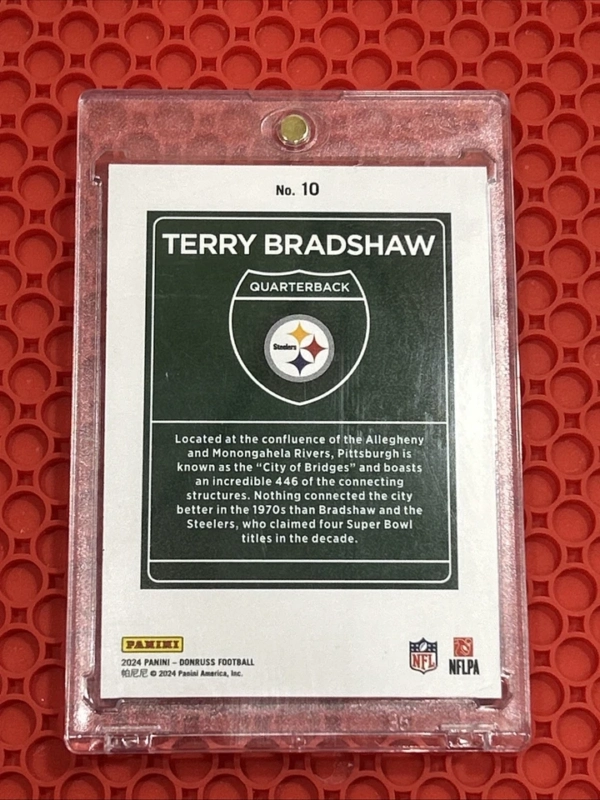 No. 10
TERRY BRADSHAW
QUARTERBACK
Steelers
Located at the confluence of the Allegheny
and Monongahela Rivers, Pittsburgh is
known as the “City of Bridges” and boasts
an incredible 446 of the connecting
structures. Nothing connected the city
better in the 1970s than Bradshaw and the
Steelers, who claimed four Super Bowl
titles in the decade.
PANINI
2024 PANINI – DONRUSS FOOTBALL
帕尼尼 © 2024 Panini America, Inc.
NFL
NFLPA